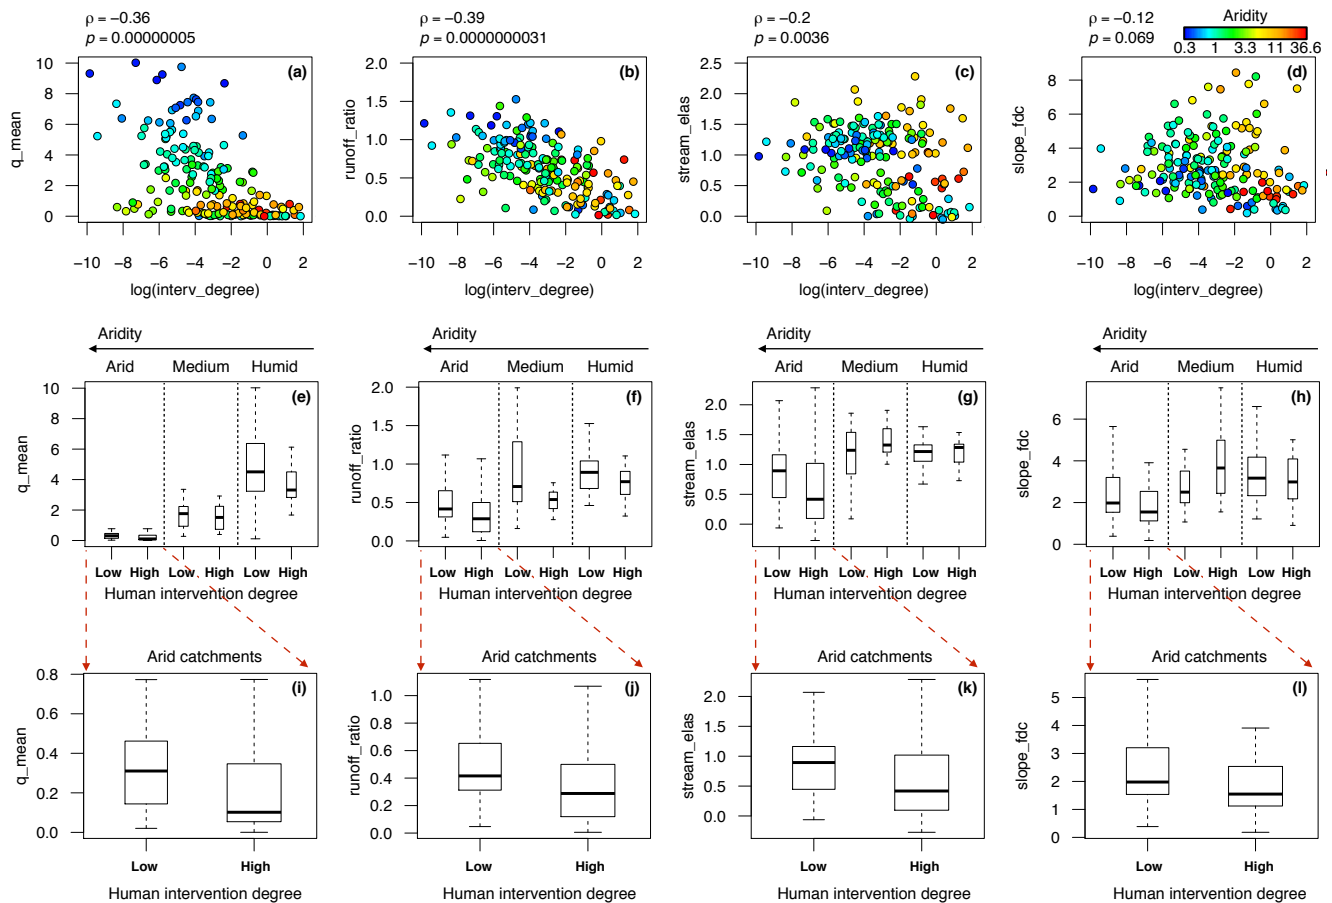 ρ = −0.36
p = 0.00000005
ρ = −0.39
p = 0.0000000031
ρ = −0.2
p = 0.0036
ρ = −0.12
p = 0.069
Aridity
0.3 1 3.3 11 36.6
(a)
q_mean
10
8
6
4
2
0
−10 −8 −6 −4 −2 0 2
log(interv_degree)
(b)
runoff_ratio
2.0
1.5
1.0
0.5
0.0
−10 −8 −6 −4 −2 0 2
log(interv_degree)
(c)
stream_elas
2.5
2.0
1.5
1.0
0.5
0.0
−10 −8 −6 −4 −2 0 2
log(interv_degree)
(d)
slope_fdc
8
6
4
2
0
−10 −8 −6 −4 −2 0 2
log(interv_degree)
Aridity
Arid Medium Humid
(e)
q_mean
10
8
6
4
2
0
Low High Low High Low High
Human intervention degree
Aridity
Arid Medium Humid
(f)
runoff_ratio
2.0
1.5
1.0
0.5
0.0
Low High Low High Low High
Human intervention degree
Aridity
Arid Medium Humid
(g)
stream_elas
2.0
1.5
1.0
0.5
0.0
Low High Low High Low High
Human intervention degree
Aridity
Arid Medium Humid
(h)
slope_fdc
6
4
2
0
Low High Low High Low High
Human intervention degree
Arid catchments
(i)
q_mean
0.8
0.6
0.4
0.2
0.0
Low High
Human intervention degree
Arid catchments
(j)
runoff_ratio
1.0
0.8
0.6
0.4
0.2
0.0
Low High
Human intervention degree
Arid catchments
(k)
stream_elas
2.0
1.5
1.0
0.5
0.0
Low High
Human intervention degree
Arid catchments
(l)
slope_fdc
5
4
3
2
1
0
Low High
Human intervention degree